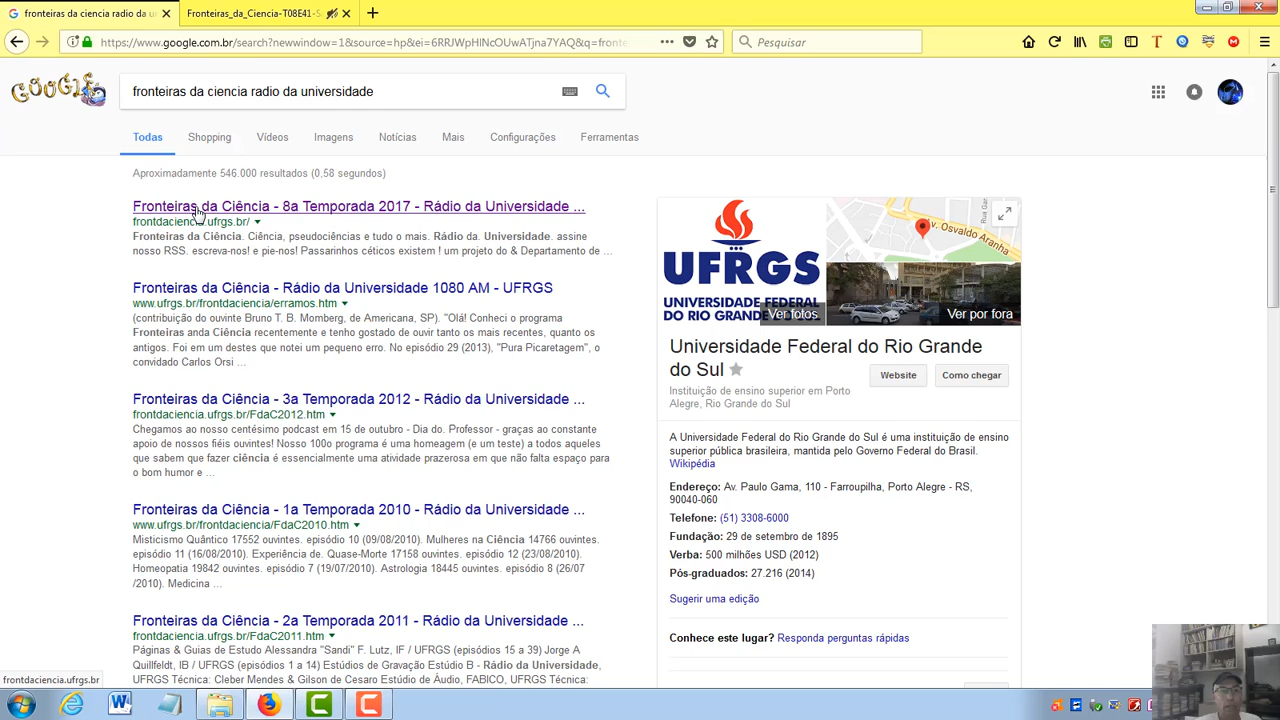 fronteiras da ciencia radio da un
Fronteiras_da_Ciencia-T08E41-S
https://www.google.com.br/search?newwindow=1&source=hp&ei=6RRJWpHlNcOUwATjna7YAQ&q=fronte
Pesquisar
GOOGLE
fronteiras da ciencia radio da universidade
Todas Shopping Vídeos Imagens Notícias Mais Configurações Ferramentas
Aproximadamente 546.000 resultados (0,58 segundos)
Fronteiras da Ciência - 8a Temporada 2017 - Rádio da Universidade ...
frontdaciencia.ufrgs.br/
Fronteiras da Ciência. Ciência, pseudociências e tudo o mais. Rádio da. Universidade. assine
nosso RSS. escreva-nos! e pie-nos! Passarinhos céticos existem ! um projeto do & Departamento de ...
Fronteiras da Ciência - Rádio da Universidade 1080 AM - UFRGS
www.ufrgs.br/frontdaciencia/erramos.htm
(contribuição do ouvinte Bruno T. B. Momberg, de Americana, SP). "Olá! Conheci o programa
Fronteiras anda Ciência recentemente e tenho gostado de ouvir tanto os mais recentes, quanto os
antigos. Foi em um destes que notei um pequeno erro. No episódio 29 (2013), "Pura Picaretagem", o
convidado Carlos Orsi ...
Fronteiras da Ciência - 3a Temporada 2012 - Rádio da Universidade ...
frontdaciencia.ufrgs.br/FdaC2012.htm
Chegamos ao nosso centésimo podcast em 15 de outubro - Dia do. Professor - graças ao constante
apoio de nossos fiéis ouvintes! Nosso 100o programa é uma homeagem (e um teste) a todos aqueles
que sabem que fazer ciência é essencialmente uma atividade prazerosa em que não falta espaço para
o bom humor e ...
Fronteiras da Ciência - 1a Temporada 2010 - Rádio da Universidade ...
www.ufrgs.br/frontdaciencia/FdaC2010.htm
Misticismo Quântico 17552 ouvintes. episódio 10 (09/08/2010). Mulheres na Ciência 14766 ouvintes.
episódio 11 (16/08/2010). Experiência de. Quase-Morte 17158 ouvintes. episódio 12 (23/08/2010).
Homeopatia 19842 ouvintes. episódio 7 (19/07/2010). Astrologia 18445 ouvintes. episódio 8 (26/07
/2010). Medicina ...
Fronteiras da Ciência - 2a Temporada 2011 - Rádio da Universidade ...
frontdaciencia.ufrgs.br/FdaC2011.htm
Páginas & Guias de Estudo Alessandra "Sandi" F. Lutz, IF / UFRGS (episódios 15 a 39) Jorge A
Quillfeldt, IB / UFRGS (episódios 1 a 14) Estúdios de Gravação Estúdio B - Rádio da Universidade,
UFRGS Técnica: Cleber Mendes & Gilson de Cesaro Estúdio de Áudio, FABICO, UFRGS Técnica:
frontdaciencia.ufrgs.br
UFRGS
UNIVERSIDADE FEDERAL
DO RIO GRANDE
Ver fotos
Av. Osvaldo Aranha
Ver por fora
Universidade Federal do Rio Grande
do Sul
Website
Como chegar
Instituição de ensino superior em Porto
Alegre, Rio Grande do Sul
A Universidade Federal do Rio Grande do Sul é uma instituição de ensino
superior pública brasileira, mantida pelo Governo Federal do Brasil.
Wikipédia
Endereço: Av. Paulo Gama, 110 - Farroupilha, Porto Alegre - RS,
90040-060
Telefone: (51) 3308-6000
Fundação: 29 de setembro de 1895
Verba: 500 milhões USD (2012)
Pós-graduados: 27.216 (2014)
Sugerir uma edição
Conhece este lugar? Responda perguntas rápidas